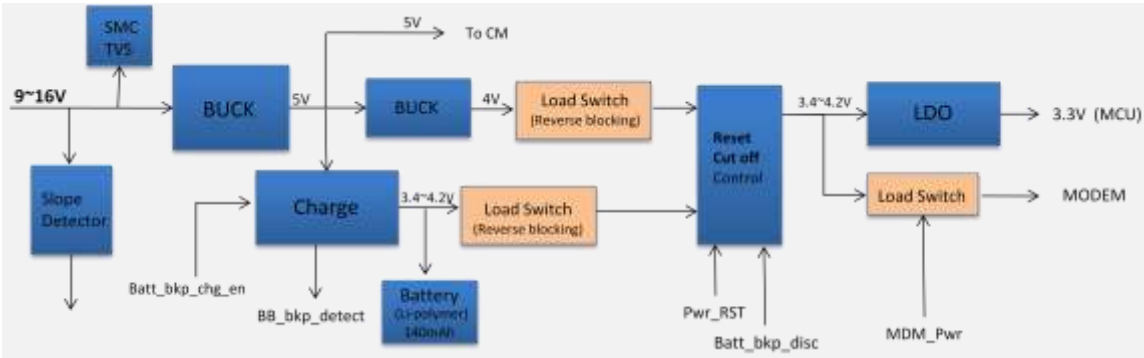 SMC
TVS
5V
To CM
9~16V
BUCK
5V
BUCK
4V
Load Switch
(Reverse blocking)
Reset
Cut off
Control
3.4~4.2V
LDO
3.3V (MCU)
Slope
Detector
Charge
3.4~4.2V
Load Switch
(Reverse blocking)
Load Switch
MODEM
Batt_bkp_chg_en
BB_bkp_detect
Battery
(Li-polymer)
140mAh
Pwr_RST
Batt_bkp_disc
MDM_Pwr